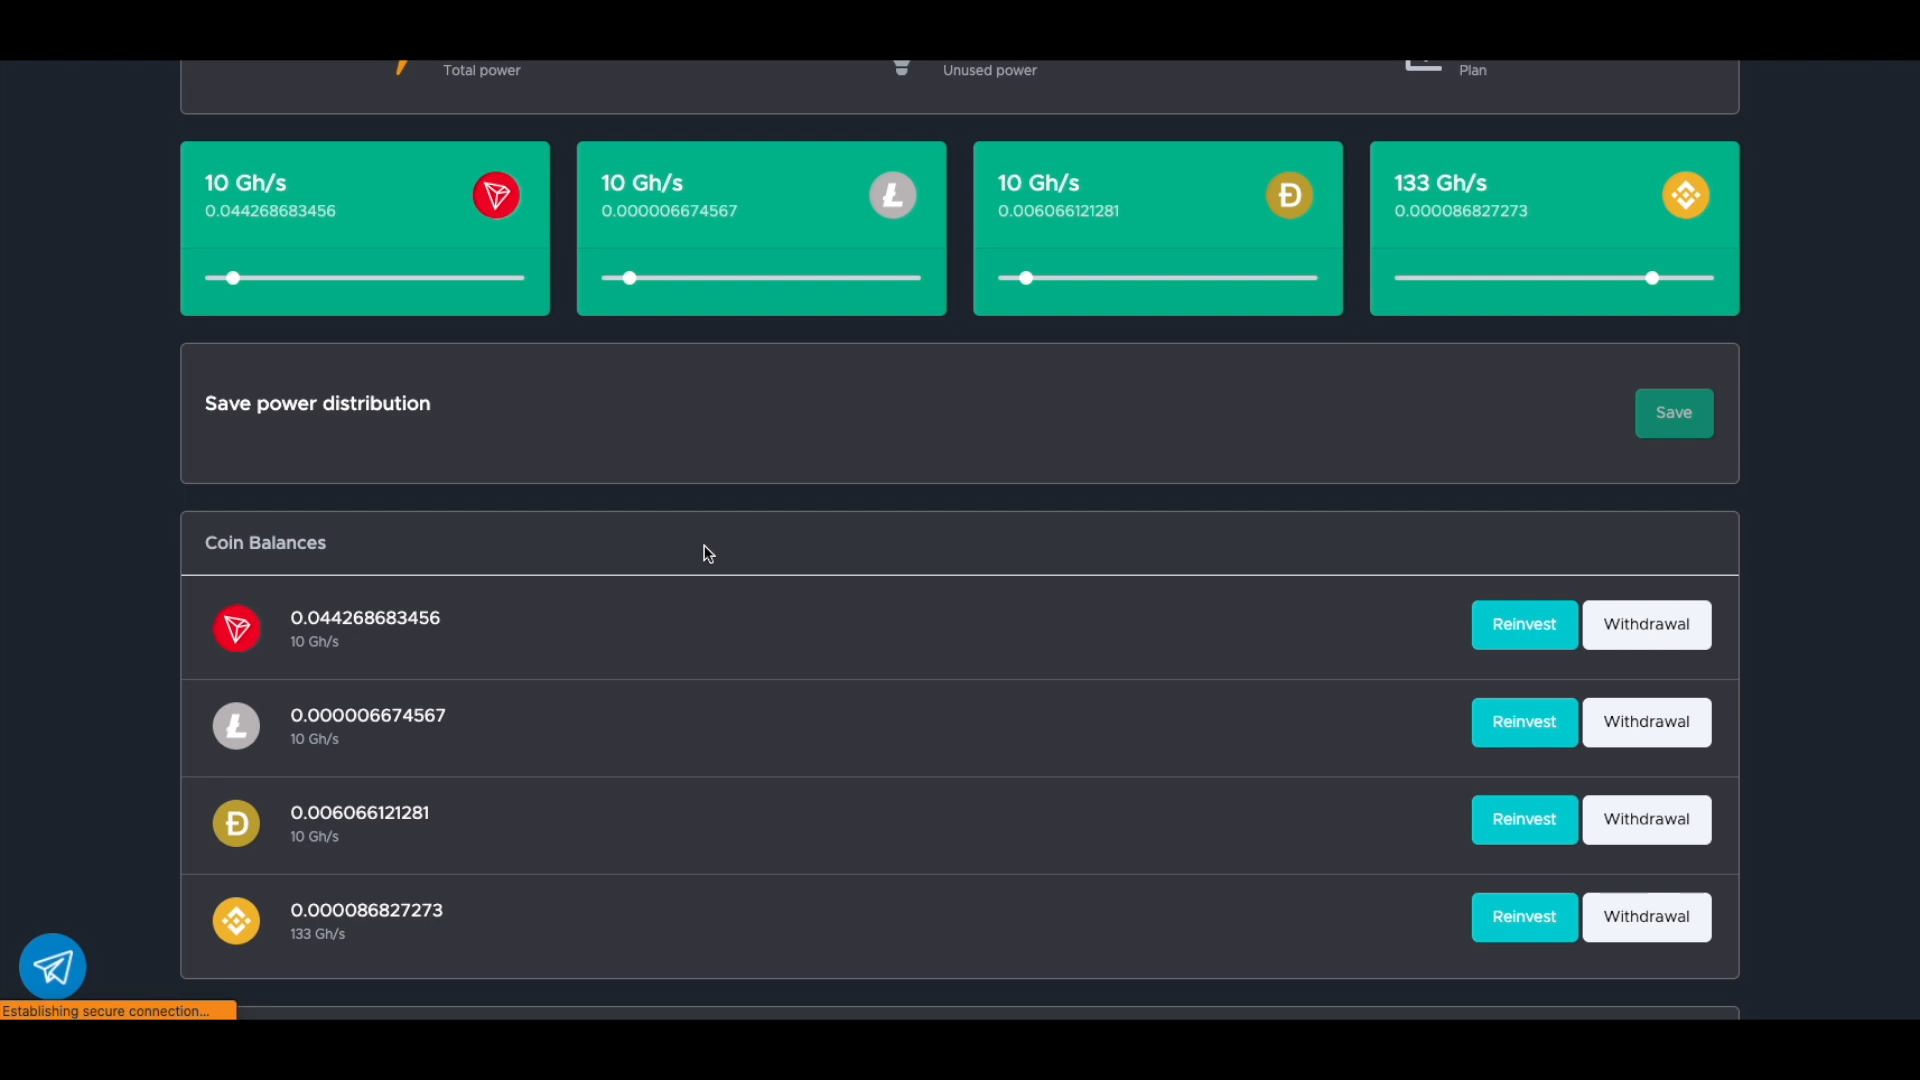 Total power
Unused power
Plan
10 Gh/s
0.044268683456
10 Gh/s
0.000006674567
10 Gh/s
0.006066121281
133 Gh/s
0.000086827273
Save power distribution
Save
Coin Balances
0.044268683456
10 Gh/s
Reinvest
Withdrawal
0.000006674567
10 Gh/s
Reinvest
Withdrawal
0.006066121281
10 Gh/s
Reinvest
Withdrawal
0.000086827273
133 Gh/s
Reinvest
Withdrawal
Establishing secure connection...